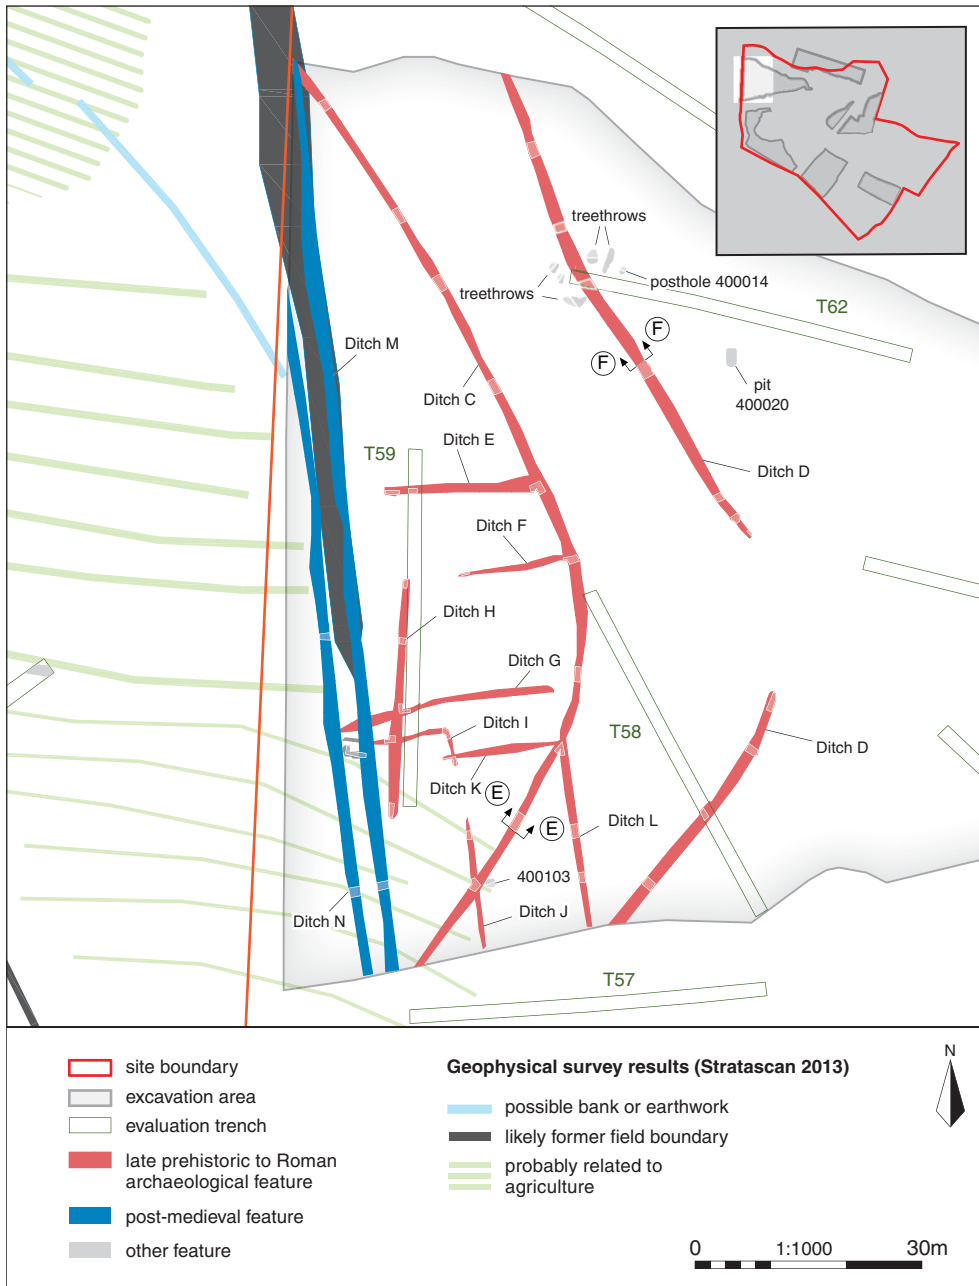 treethrows
treethrows
posthole 400014
T62
Ditch M
F
F
Ditch C
pit
400020
Ditch E
T59
Ditch D
Ditch F
Ditch H
Ditch G
Ditch I
T58
Ditch D
Ditch K
E
E
Ditch L
400103
Ditch N
Ditch J
T57
site boundary
excavation area
evaluation trench
late prehistoric to Roman
archaeological feature
post-medieval feature
other feature
Geophysical survey results (Stratascan 2013)
possible bank or earthwork
likely former field boundary
probably related to
agriculture
N
0 1:1000 30m